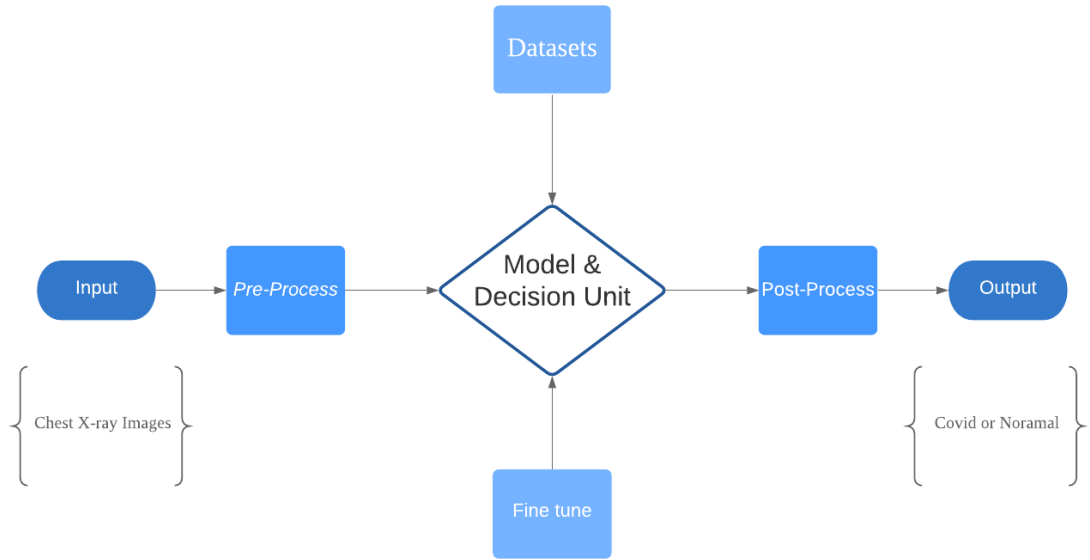 Datasets
Input
Pre-Process
Model &
Decision Unit
Post-Process
Output
Chest X-ray Images
Covid or Noramal
Fine tune